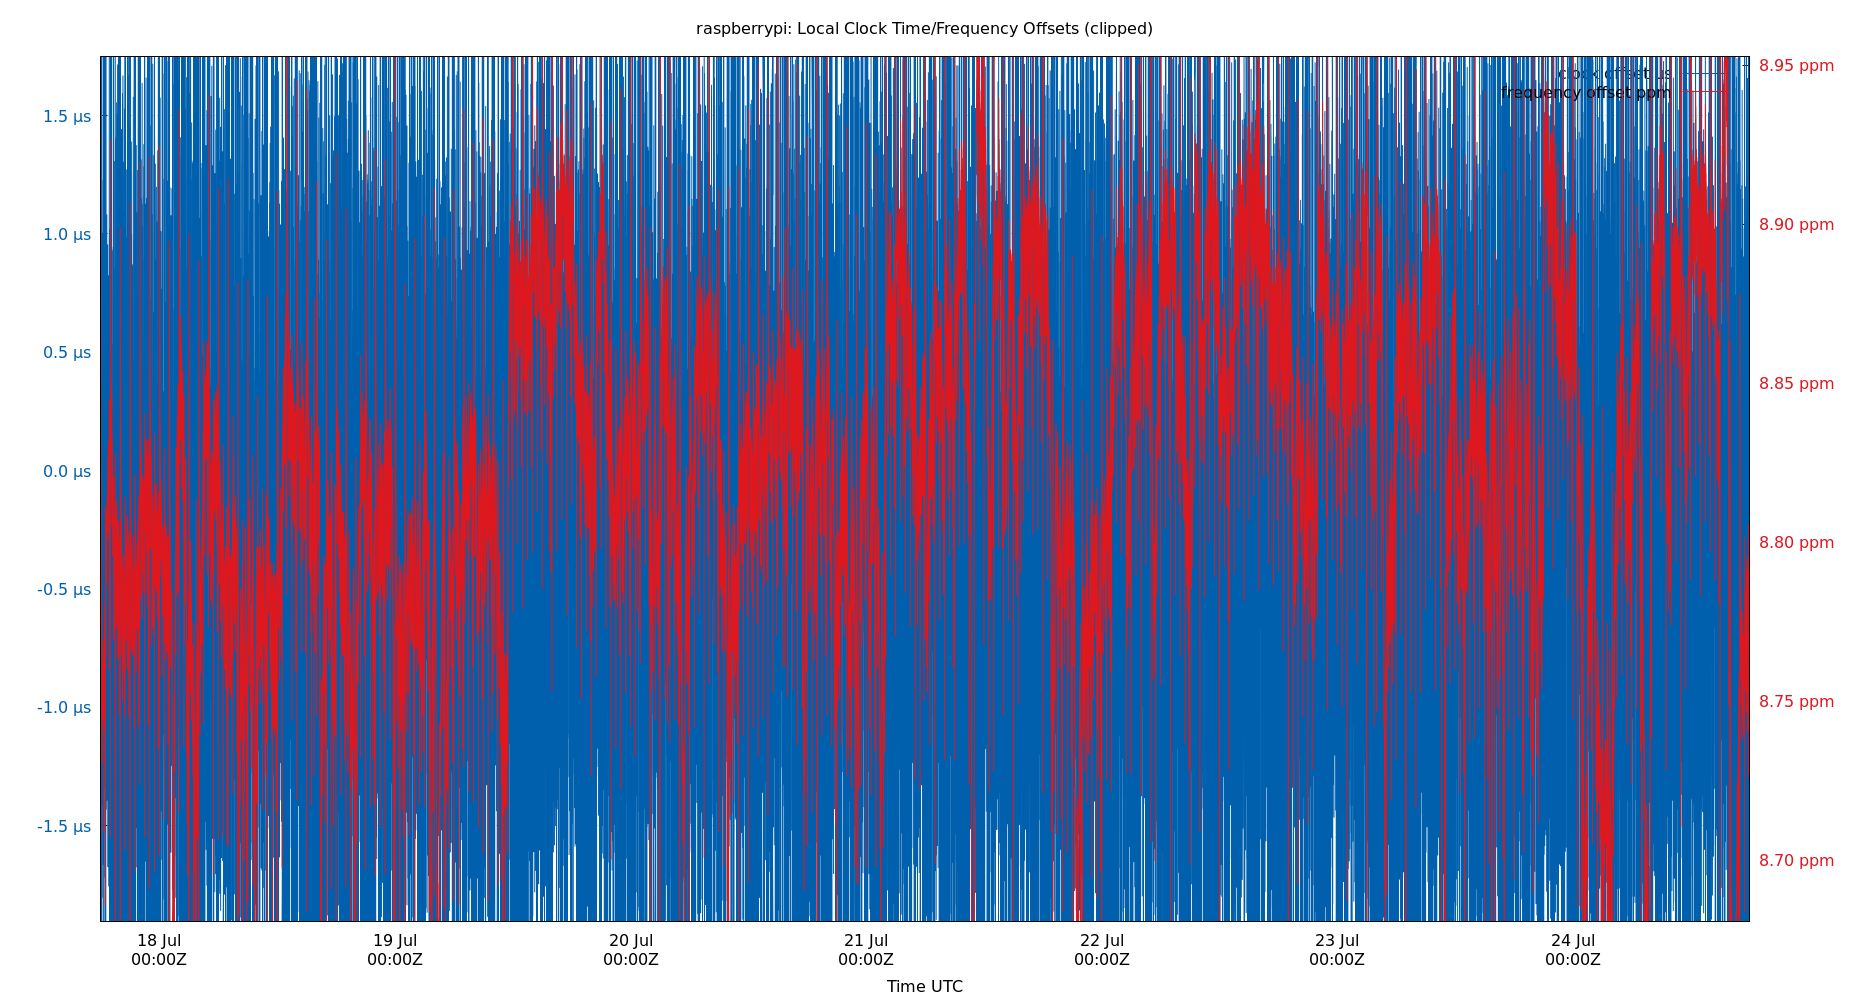 raspberrypi: Local Clock Time/Frequency Offsets (clipped)
clock offset us
frequency offset ppm
1.5 µs
1.0 µs
0.5 µs
0.0 µs
-0.5 µs
-1.0 µs
-1.5 µs
8.95 ppm
8.90 ppm
8.85 ppm
8.80 ppm
8.75 ppm
8.70 ppm
18 Jul 19 Jul 20 Jul 21 Jul 22 Jul 23 Jul 24 Jul
00:00Z 00:00Z 00:00Z 00:00Z 00:00Z 00:00Z 00:00Z
Time UTC